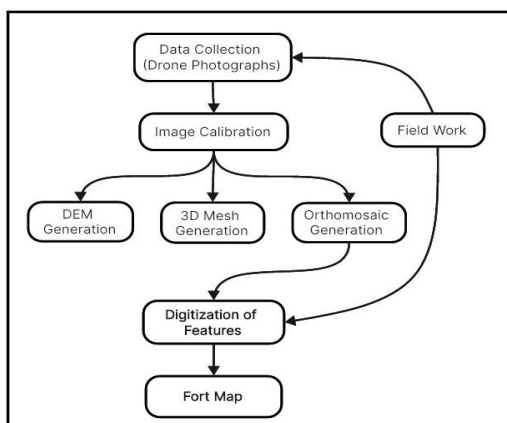 Data Collection
(Drone Photographs)
Image Calibration
Field Work
DEM
Generation
3D Mesh
Generation
Orthomosaic
Generation
Digitization of
Features
Fort Map